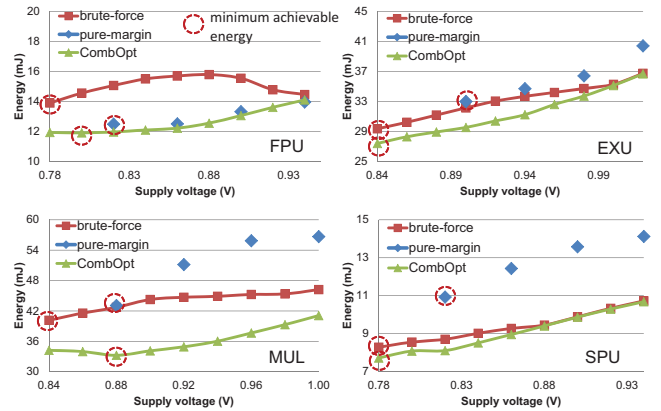 brute-force
pure-margin
CombOpt
minimum achievable
energy
20
18
16
14
12
10
Energy (mJ)
0.78
0.83
0.88
0.93
Supply voltage (V)
FPU
brute-force
pure-margin
CombOpt
45
41
37
33
29
25
Energy (mJ)
0.84
0.89
0.94
0.99
Supply voltage (V)
EXU
brute-force
pure-margin
CombOpt
60
54
48
42
36
30
Energy (mJ)
0.84
0.88
0.92
0.96
1.00
Supply voltage (V)
MUL
brute-force
pure-margin
CombOpt
15
13
11
9
7
Energy (mJ)
0.78
0.83
0.88
0.93
Supply voltage (V)
SPU